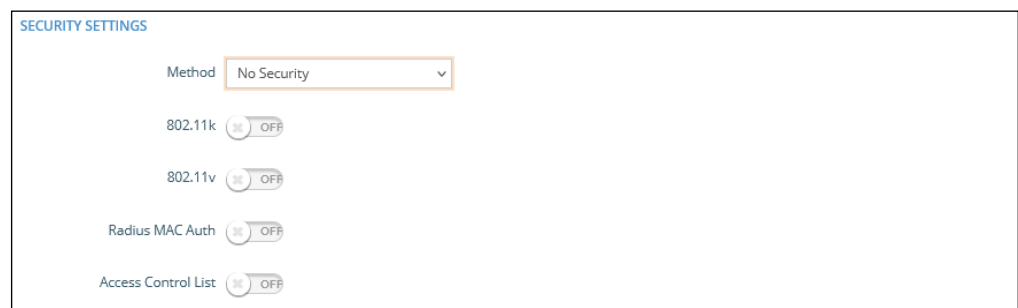 SECURITY SETTINGS
Method No Security
802.11k OFF
802.11v OFF
Radius MAC Auth OFF
Access Control List OFF